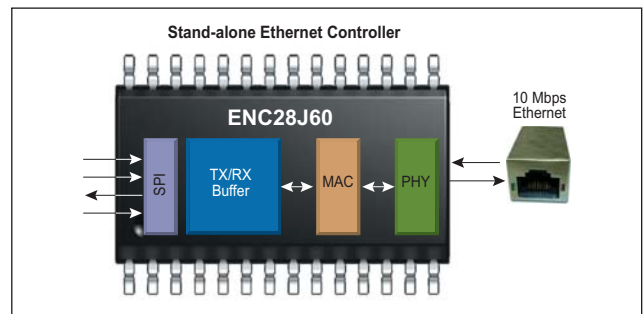 Stand-alone Ethernet Controller
ENC28J60
10 Mbps
Ethernet
SPI
TX/RX
Buffer
MAC
PHY